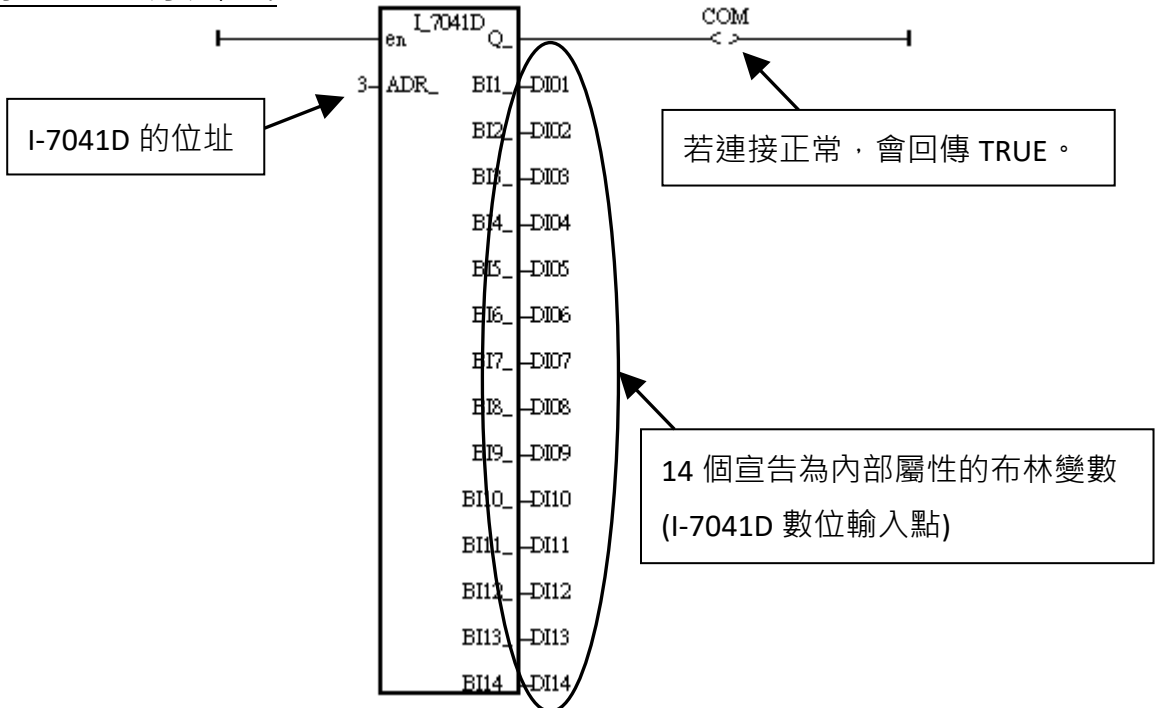 I_7041D
COM
en
Q_
3
ADR_
BI1_
DI01
I-7041D 的位址
若連接正常，會回傳 TRUE。
BI2_
DI02
BI3_
DI03
BI4_
DI04
BI5_
DI05
BI6_
DI06
BI7_
DI07
BI8_
DI08
BI9_
DI09
14 個宣告為內部屬性的布林變數
(I-7041D 數位輸入點)
BI10_
DI10
BI11_
DI11
BI12_
DI12
BI13_
DI13
BI14_
DI14